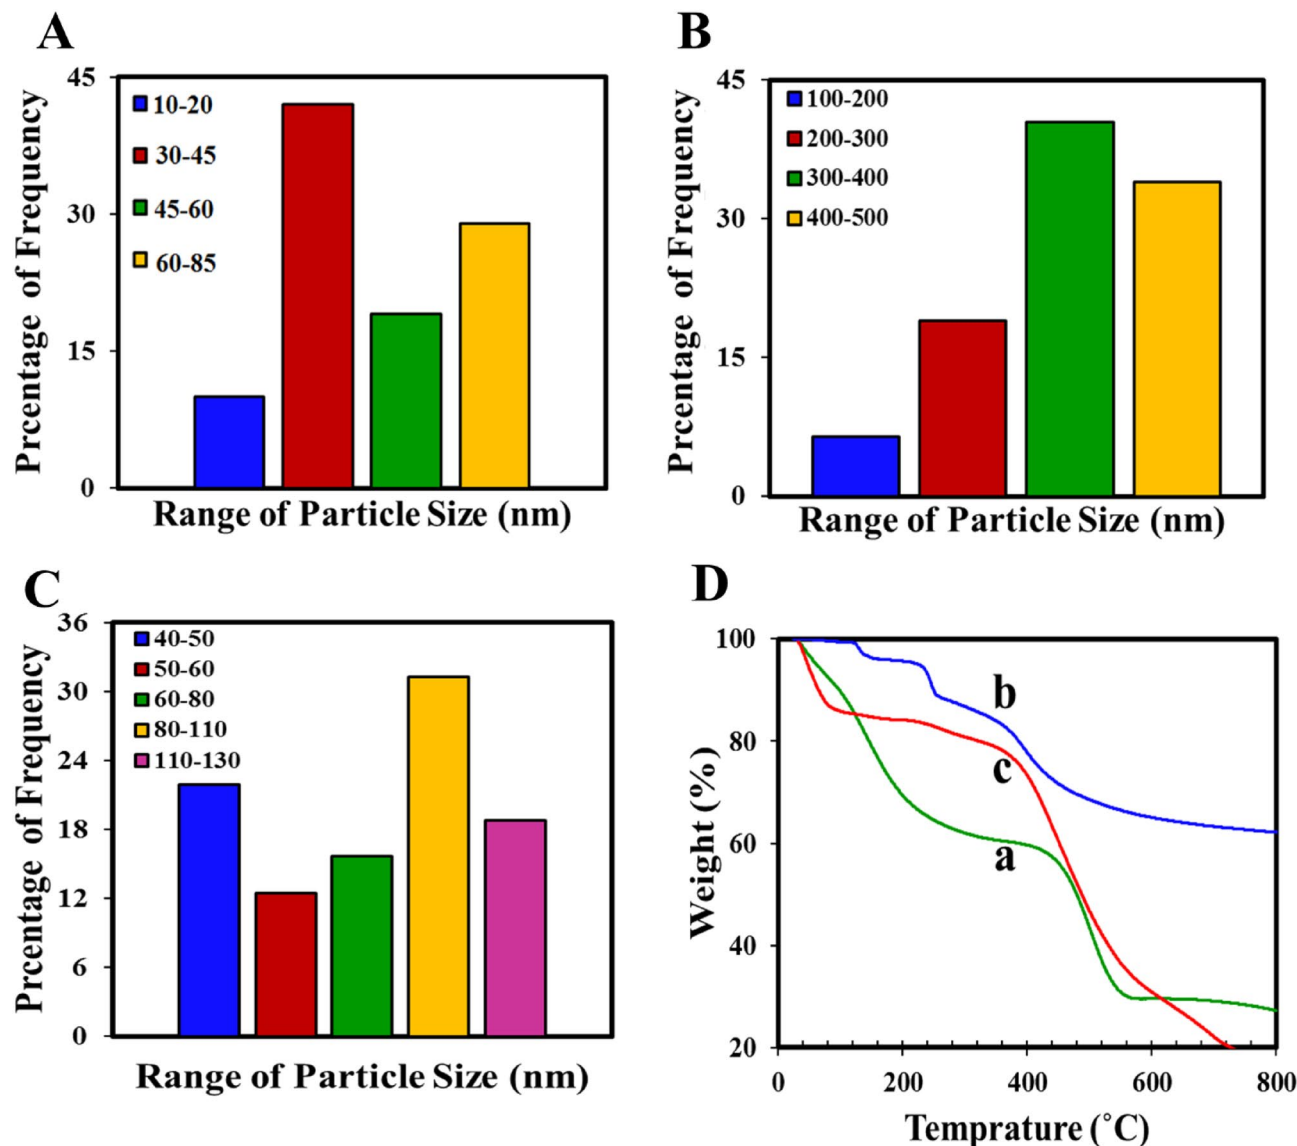 A
Prcentage of Frequency
45
30
15
0
10-20
30-45
45-60
60-85
Range of Particle Size (nm)
B
Prcentage of Frequency
45
30
15
0
100-200
200-300
300-400
400-500
Range of Particle Size (nm)
C
Prcentage of Frequency
36
30
24
18
12
6
0
40-50
50-60
60-80
80-110
110-130
Range of Particle Size (nm)
D
Weight (%)
100
80
60
40
20
b
c
a
0 200 400 600 800
Temprature (˚C)